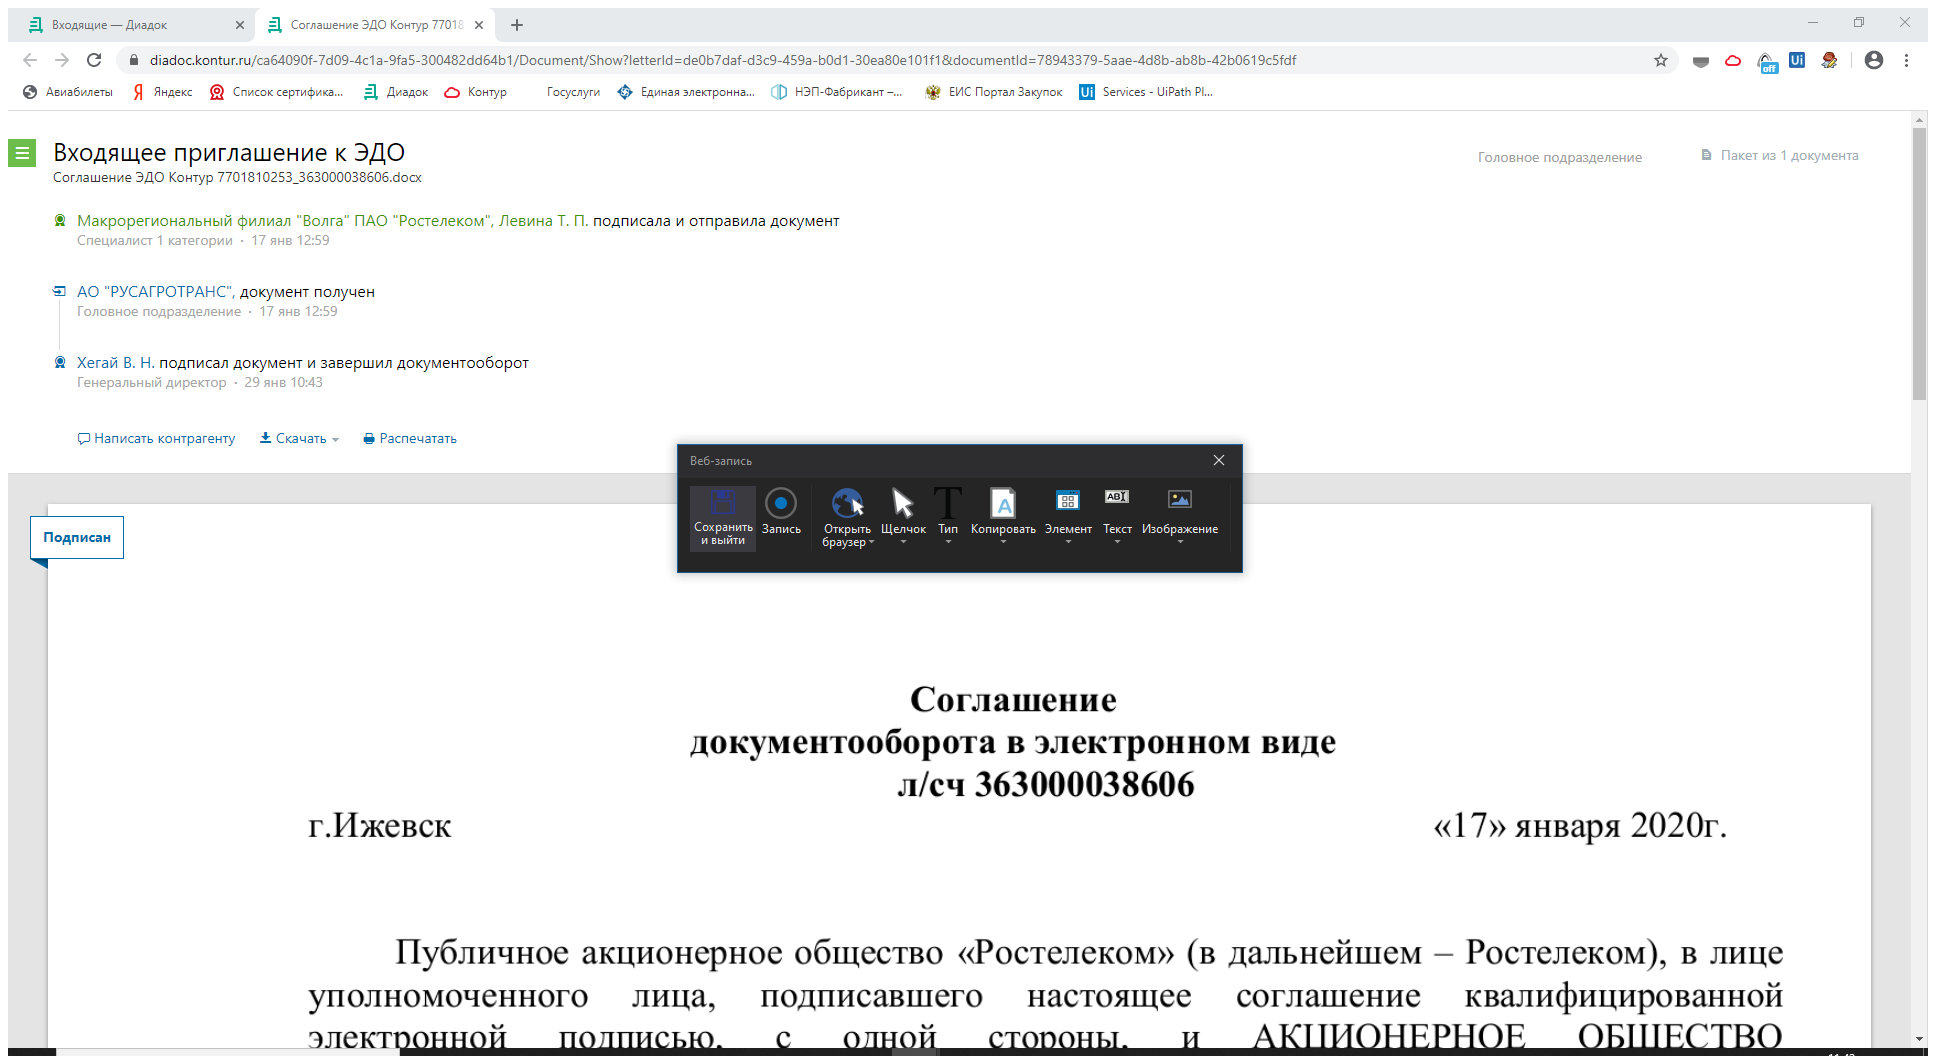 Входящие — Диадок
Соглашение ЭДО Контур 77018
diadoc.kontur.ru/ca64090f-7d09-4c1a-9fa5-300482dd64b1/Document/Show?letterId=de0b7daf-d3c9-459a-b0d1-30ea80e101f1&documentId=78943379-5aae-4d8b-ab8b-42b0619c5fdf
off
Ui
Авиабилеты
Я Яндекс
Список сертифика...
Диадок
Контур
Госуслуги
Единая электронна...
НЭП-Фабрикант –...
ЕИС Портал Закупок
Ui Services - UiPath Pl...
Входящее приглашение к ЭДО
Соглашение ЭДО Контур 7701810253_363000038606.docx
Головное подразделение
Пакет из 1 документа
Макрорегиональный филиал "Волга" ПАО "Ростелеком", Левина Т. П. подписала и отправила документ
Специалист 1 категории · 17 янв 12:59
АО "РУСАГРОТРАНС", документ получен
Головное подразделение · 17 янв 12:59
Хегай В. Н. подписал документ и завершил документооборот
Генеральный директор · 29 янв 10:43
Написать контрагенту
Скачать
Распечатать
Веб-запись
Сохранить и выйти
Запись
Открыть браузер
Щелчок
T
Тип
A
Копировать
Элемент
ABI
Текст
Изображение
Подписан
Соглашение
документооборота в электронном виде
л/сч 363000038606
г.Ижевск «17» января 2020г.
Публичное акционерное общество «Ростелеком» (в дальнейшем – Ростелеком), в лице
уполномоченного лица, подписавшего настоящее соглашение квалифицированной
электронной подписью, с одной стороны, и АКЦИОНЕРНОЕ ОБЩЕСТВО